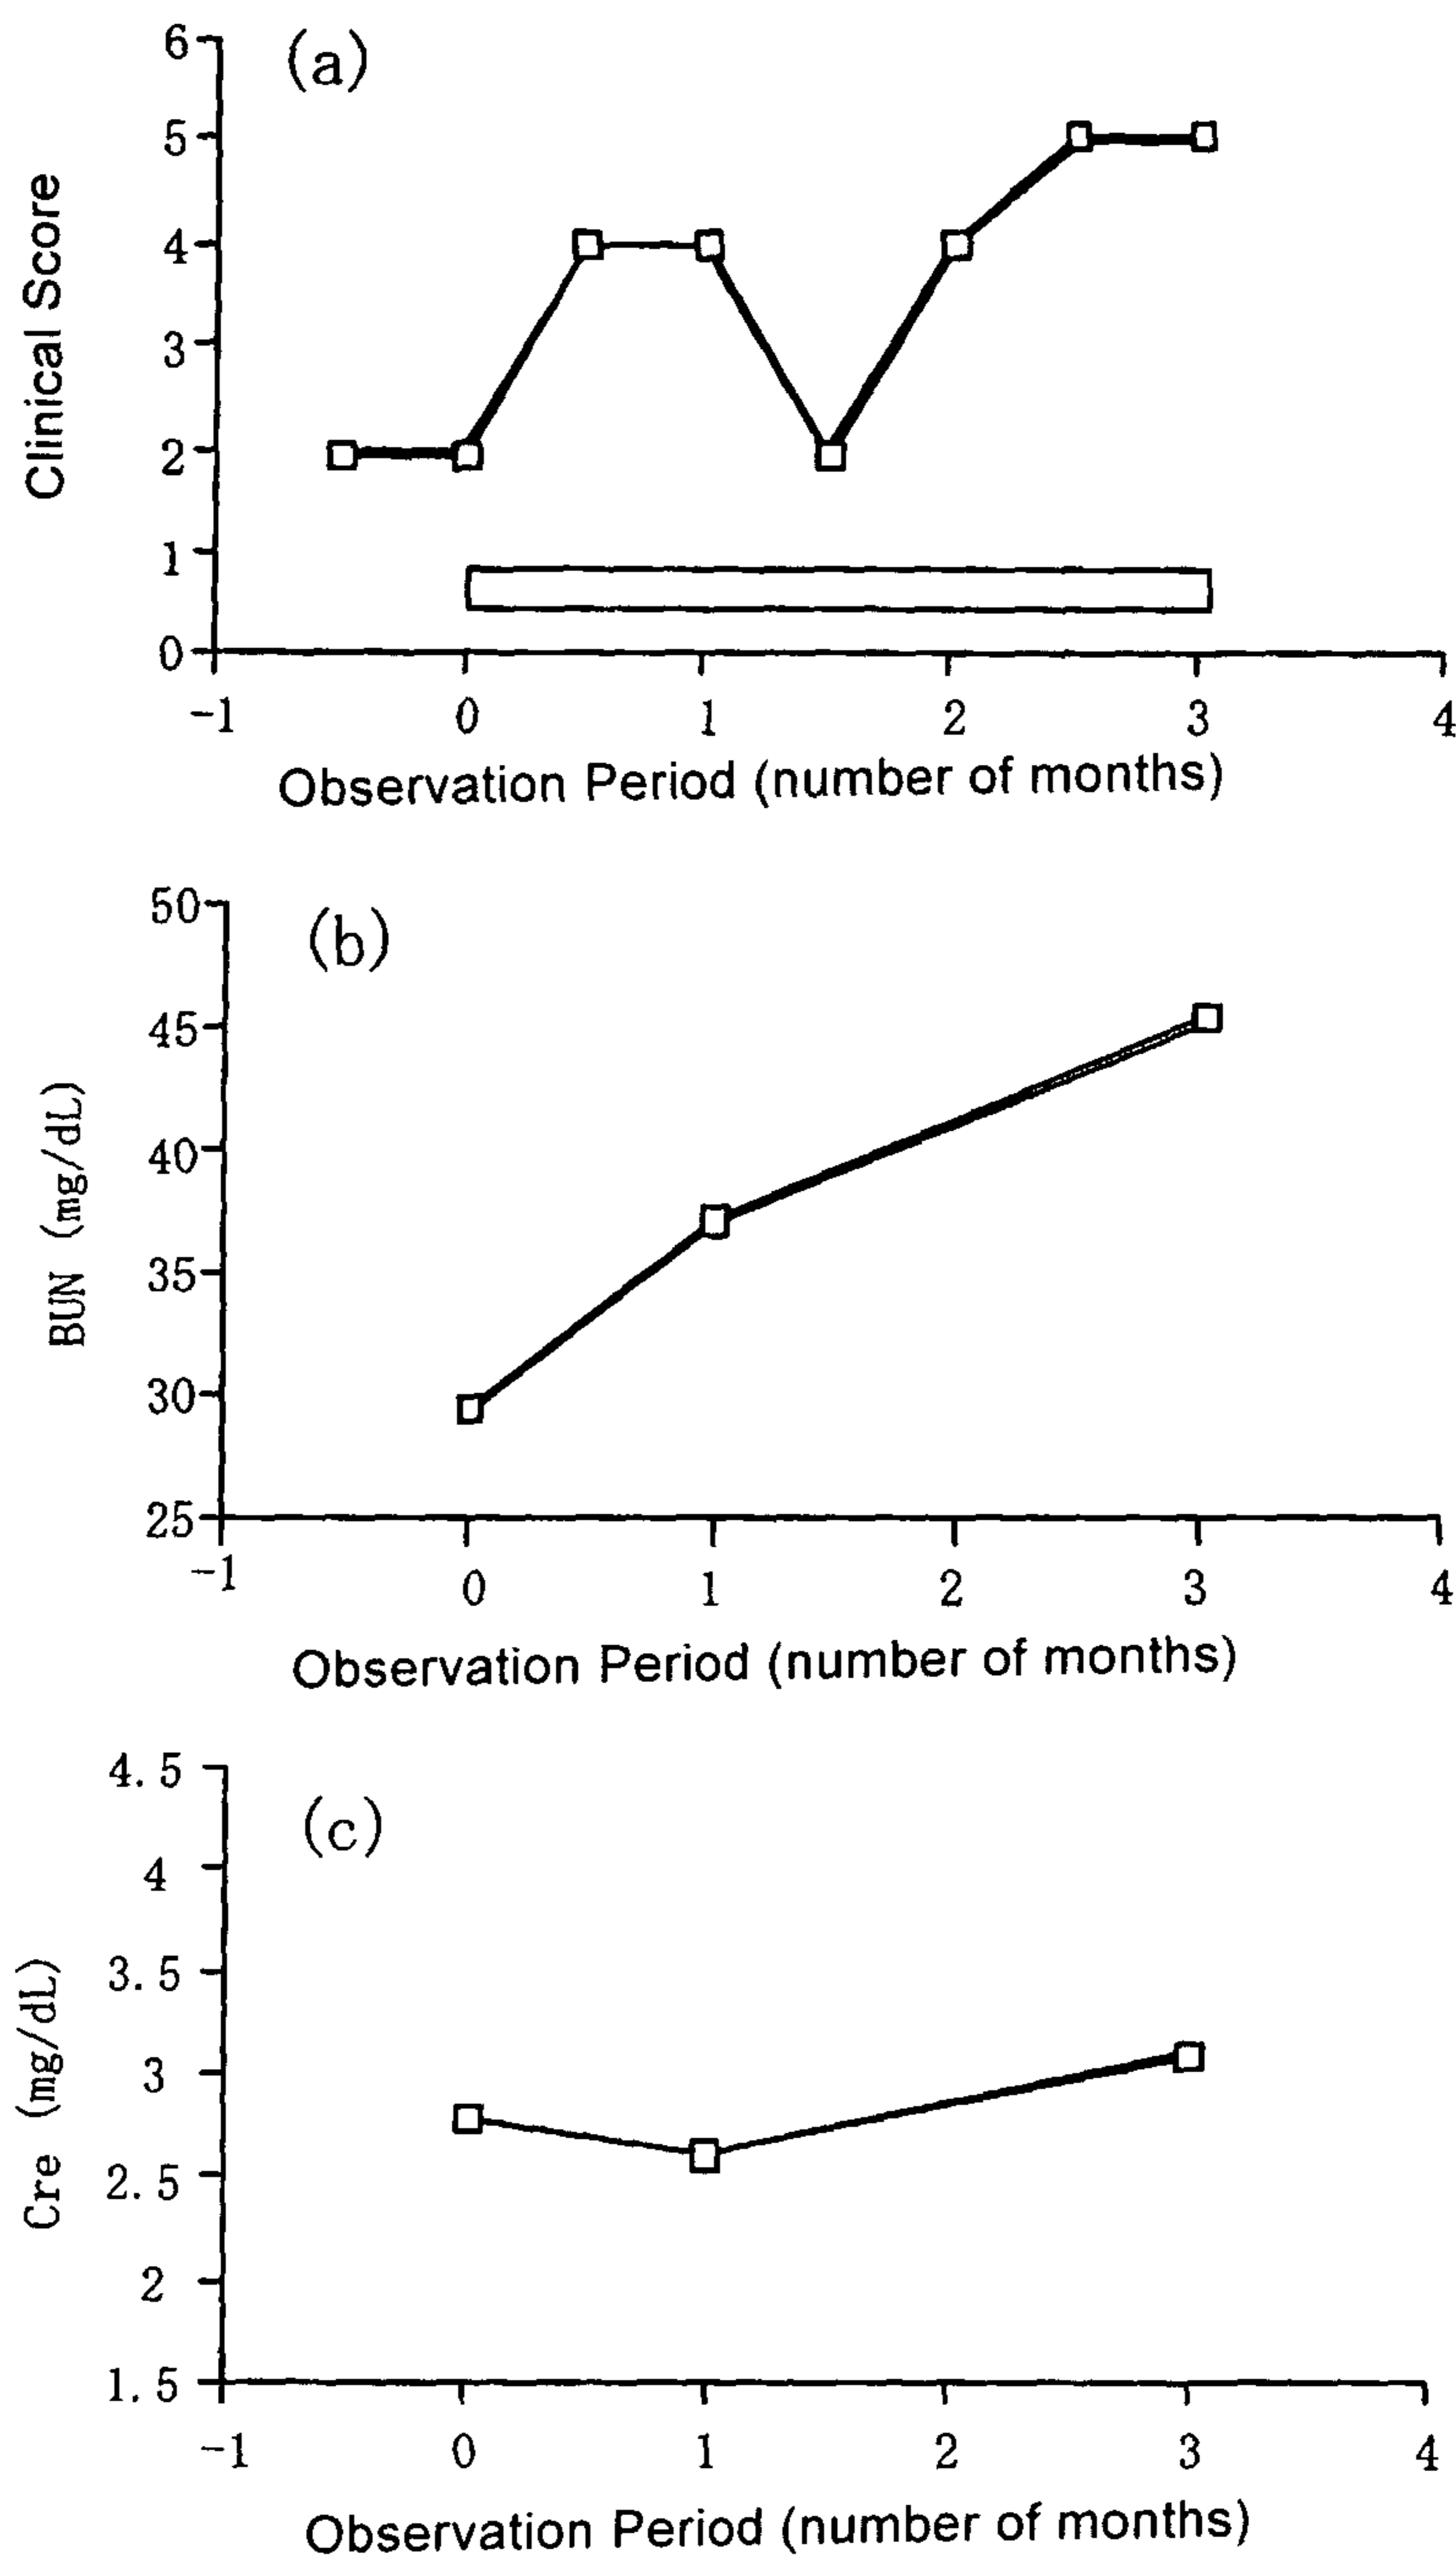 (a)
6
5
4
3
2
1
0
Clinical Score
-1 0 1 2 3 4
Observation Period (number of months)
(b)
50
45
40
35
30
25
BUN (mg/dL)
-1 0 1 2 3 4
Observation Period (number of months)
(c)
4.5
4
3.5
3
2.5
2
1.5
Cre (mg/dL)
-1 0 1 2 3 4
Observation Period (number of months)